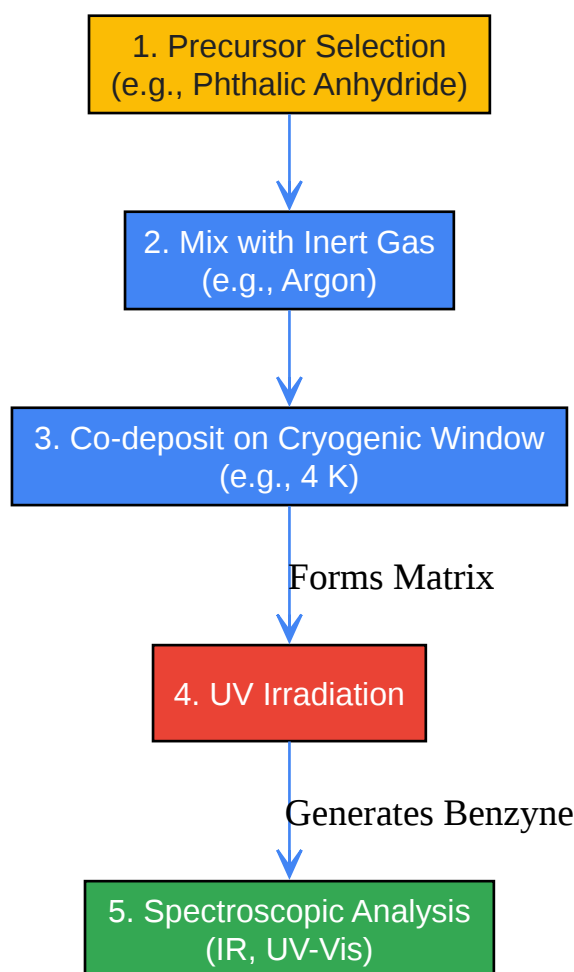 1. Precursor Selection
(e.g., Phthalic Anhydride)
2. Mix with Inert Gas
(e.g., Argon)
3. Co-deposit on Cryogenic Window
(e.g., 4 K)
Forms Matrix
4. UV Irradiation
Generates Benzyne
5. Spectroscopic Analysis
(IR, UV-Vis)